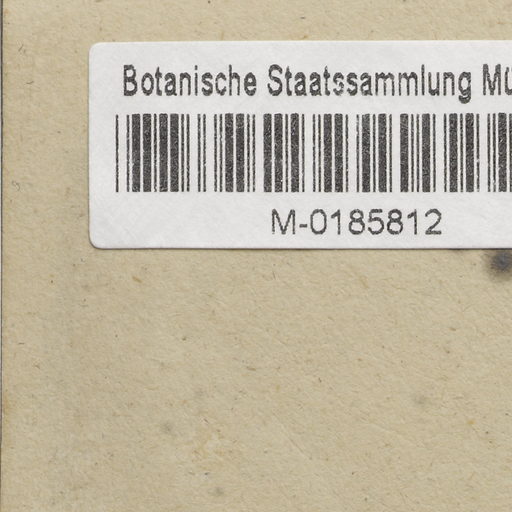 Botanische Staatssammlung Mü
M-0185812